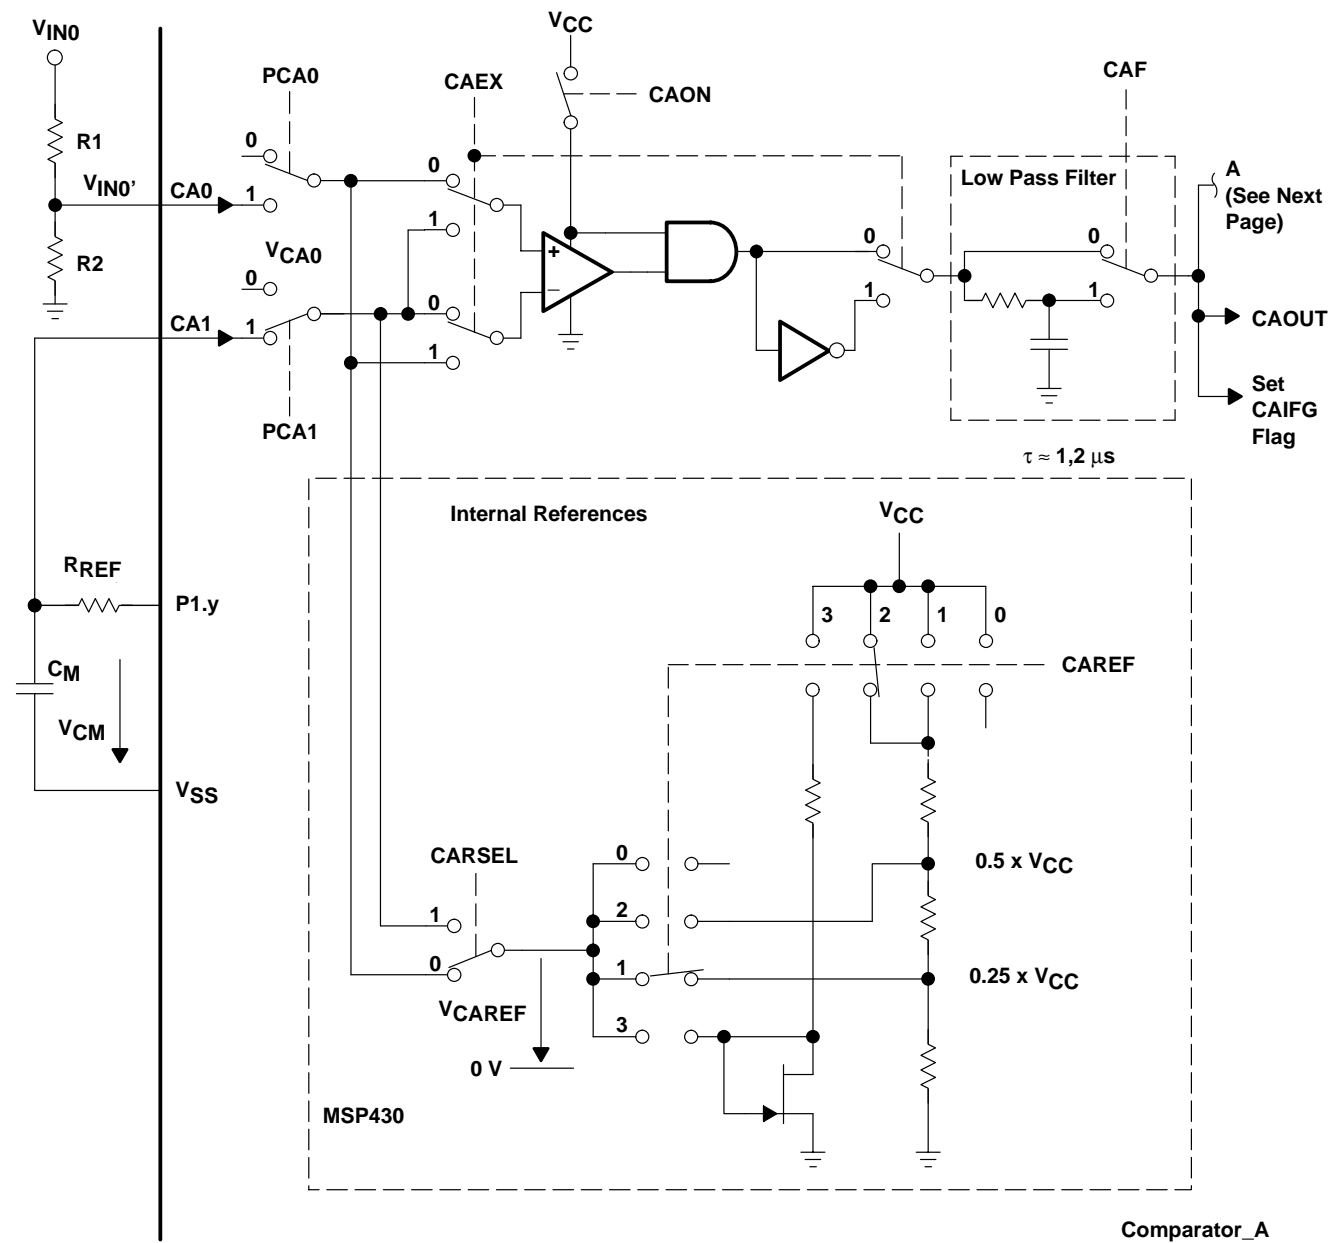 VIN0
R1
VIN0’
R2
CA0
CA1
PCA0
0
1
VCA0
0
1
PCA1
CAEX
0
1
0
1
VCC
CAON
+
–
0
1
CAF
Low Pass Filter
0
1
A
(See Next
Page)
CAOUT
Set
CAIFG
Flag
τ ≈ 1,2 μs
RREF
P1.y
CM
VCM
VSS
Internal References
VCC
3 2 1 0
CAREF
CARSEL
1
0
VCAREF
0 V
0
2
1
3
0.5 x VCC
0.25 x VCC
MSP430
Comparator_A